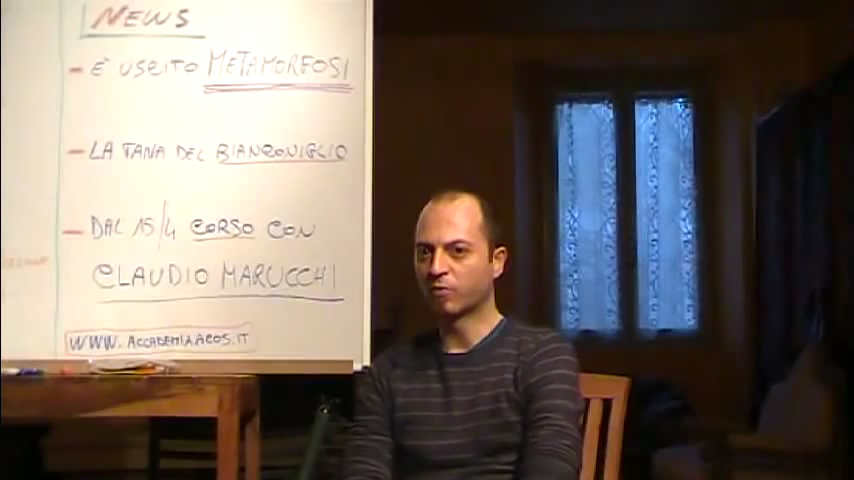 NEWS
- E' USCITO METAMORFOSI
- LA TANA DEL BIANCONIGLIO
- DAL 15/4 CORSO CON
CLAUDIO MARUCCHI
WWW.ACCADEMIAACOS.IT